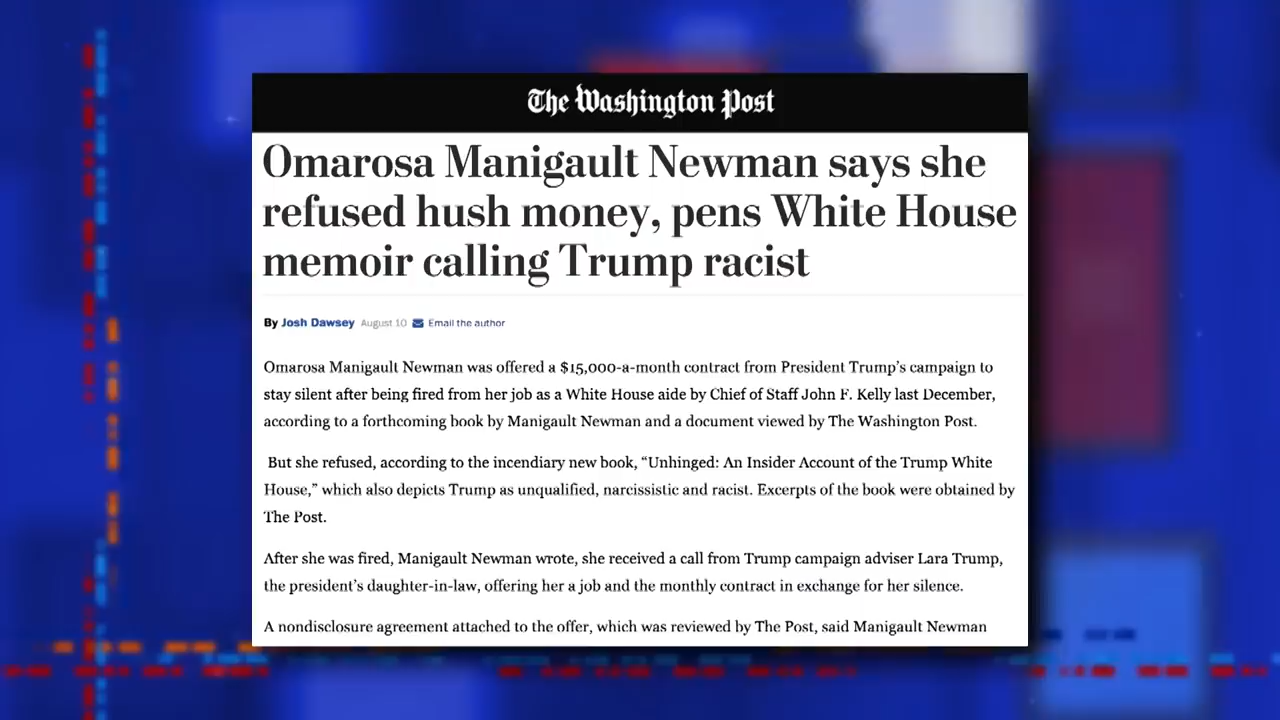 The Washington Post
Omarosa Manigault Newman says she
refused hush money, pens White House
memoir calling Trump racist
By Josh Dawsey August 10 Email the author
Omarosa Manigault Newman was offered a $15,000-a-month contract from President Trump’s campaign to
stay silent after being fired from her job as a White House aide by Chief of Staff John F. Kelly last December,
according to a forthcoming book by Manigault Newman and a document viewed by The Washington Post.
But she refused, according to the incendiary new book, “Unhinged: An Insider Account of the Trump White
House,” which also depicts Trump as unqualified, narcissistic and racist. Excerpts of the book were obtained by
The Post.
After she was fired, Manigault Newman wrote, she received a call from Trump campaign adviser Lara Trump,
the president’s daughter-in-law, offering her a job and the monthly contract in exchange for her silence.
A nondisclosure agreement attached to the offer, which was reviewed by The Post, said Manigault Newman